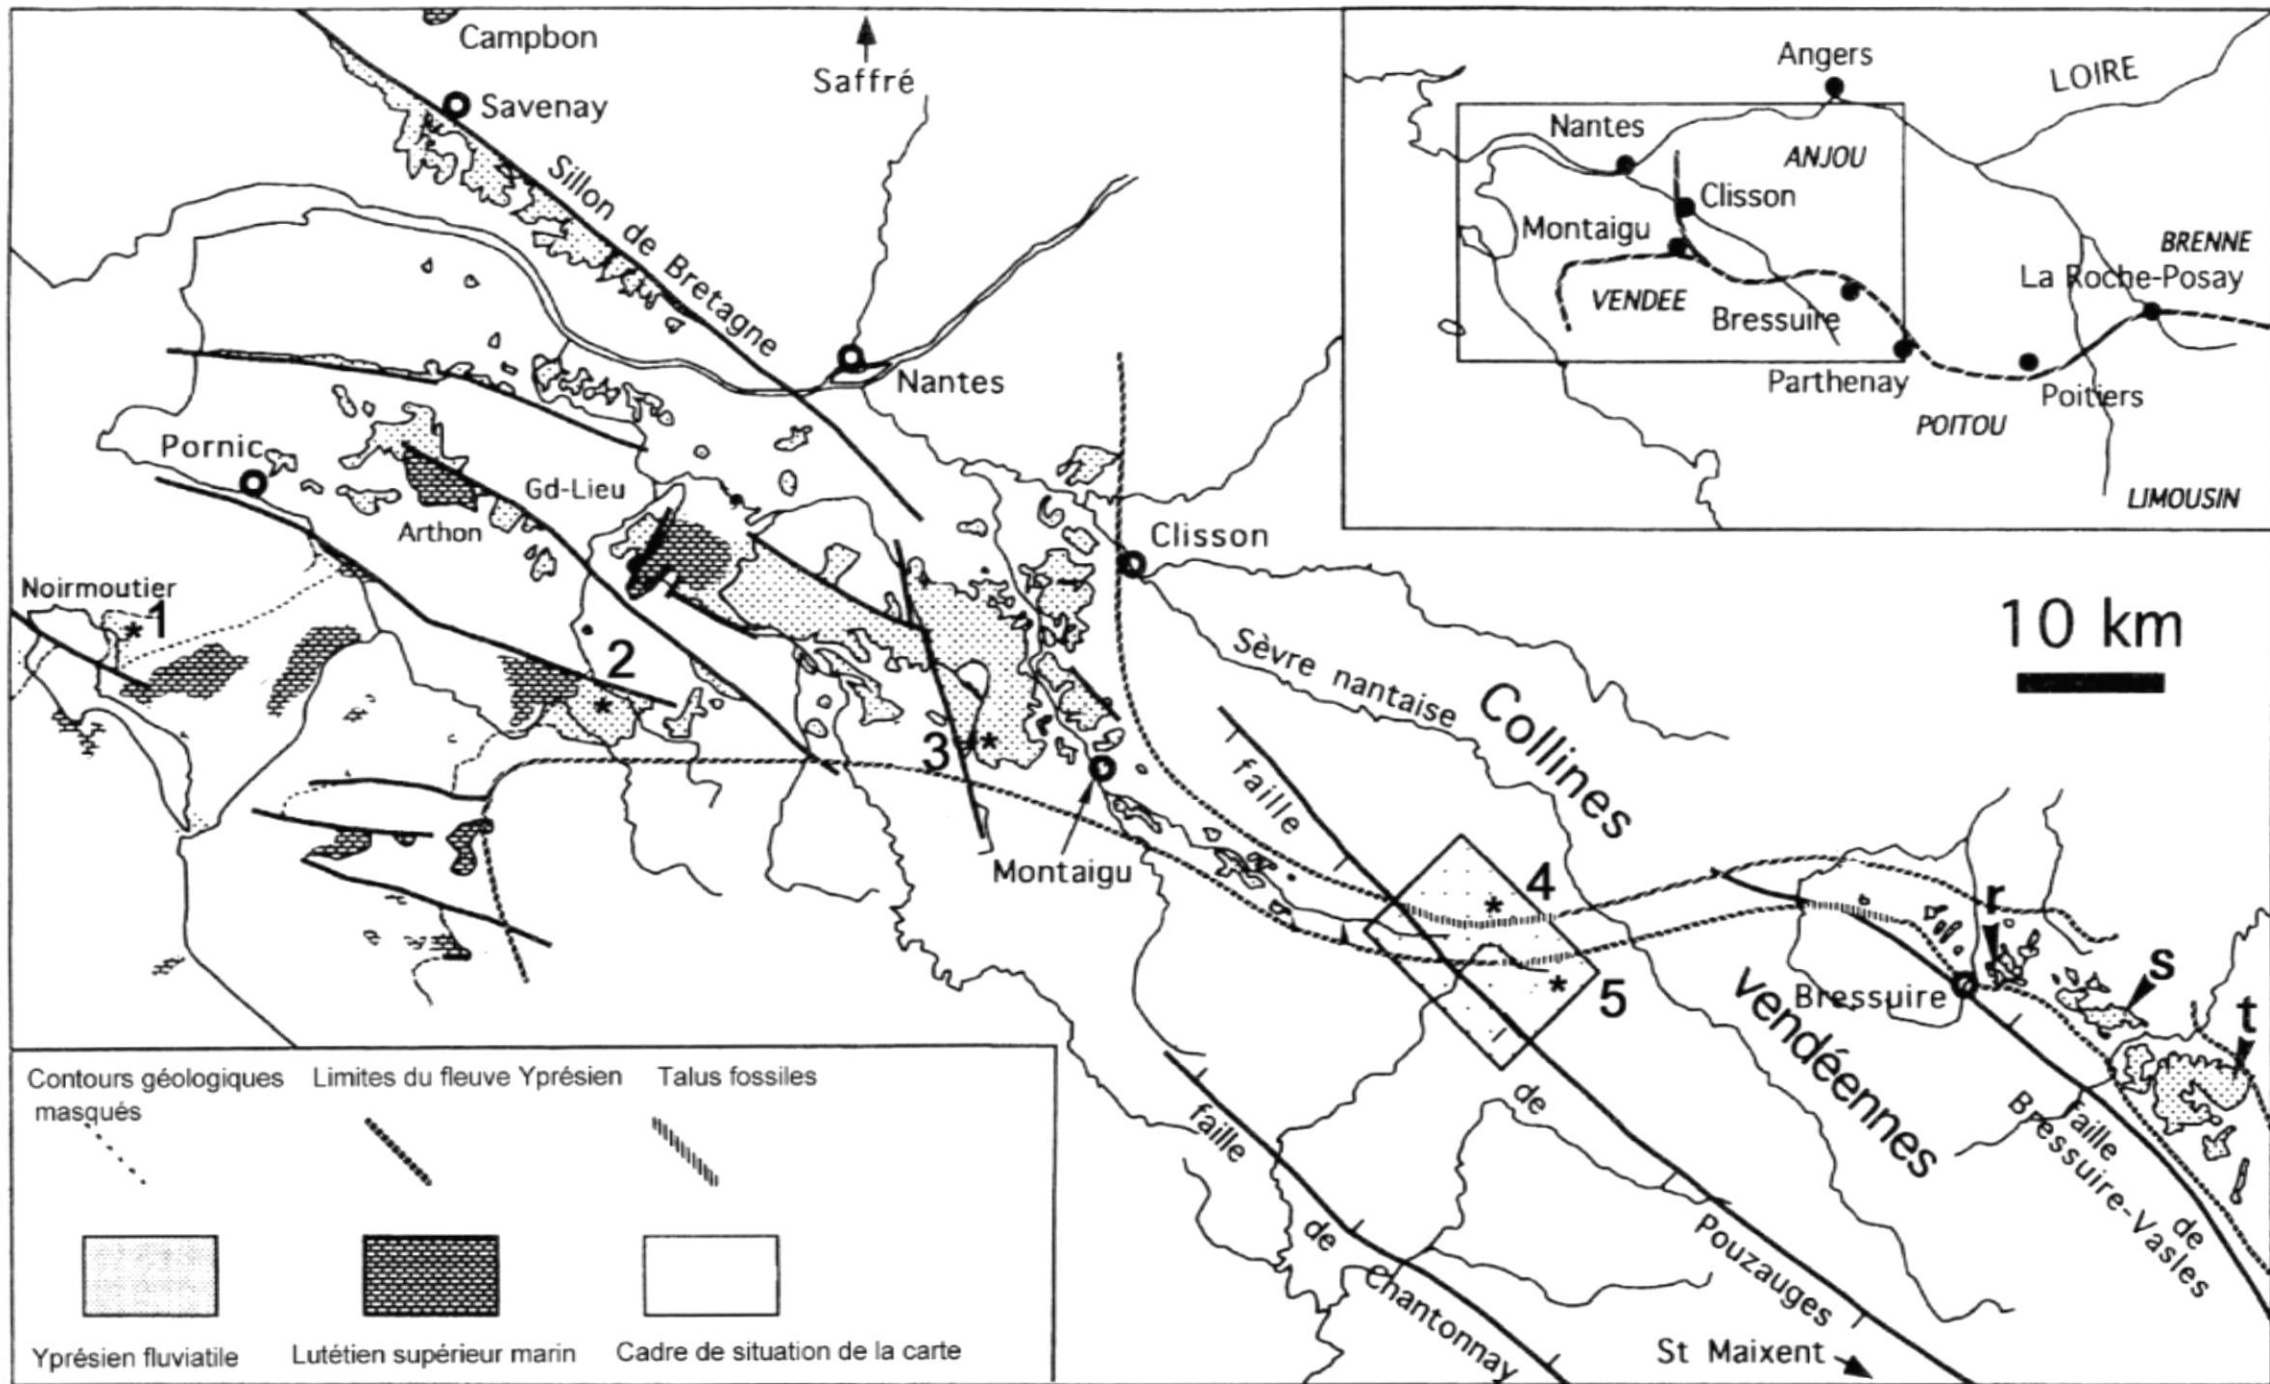 Campbon
Savenay
Saffré
Sillon de Bretagne
Nantes
Pornic
Gd-Lieu
Arthon
Clisson
Noirmoutier
1
2
3
Sèvre nantaise
Collines
vendéennes
10 km
faille
de
Pouzauges
Montaigu
4
5
r
s
t
Bressuire
faille
de
Bressuire-Vasles
faille
de
Chantonnay
St Maixent
Angers
LOIRE
Nantes
ANJOU
Clisson
Montaigu
BRENNE
La Roche-Posay
VENDEE
Bressuire
Parthenay
Poitiers
POITOU
LIMOUSIN
Contours géologiques
masqués
Limites du fleuve Yprésien
Talus fossiles
Yprésien fluviatile
Lutétien supérieur marin
Cadre de situation de la carte